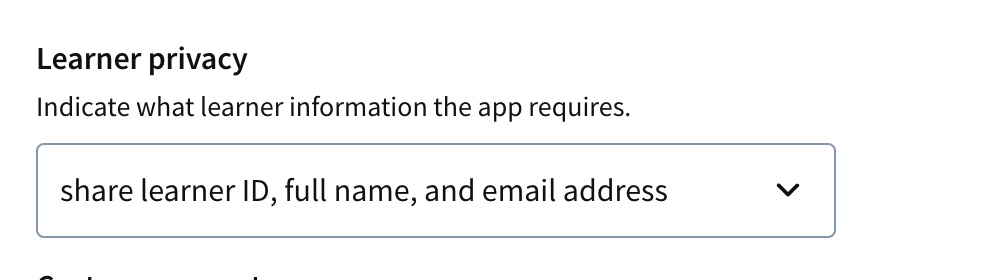 Learner privacy
Indicate what learner information the app requires.
share learner ID, full name, and email address